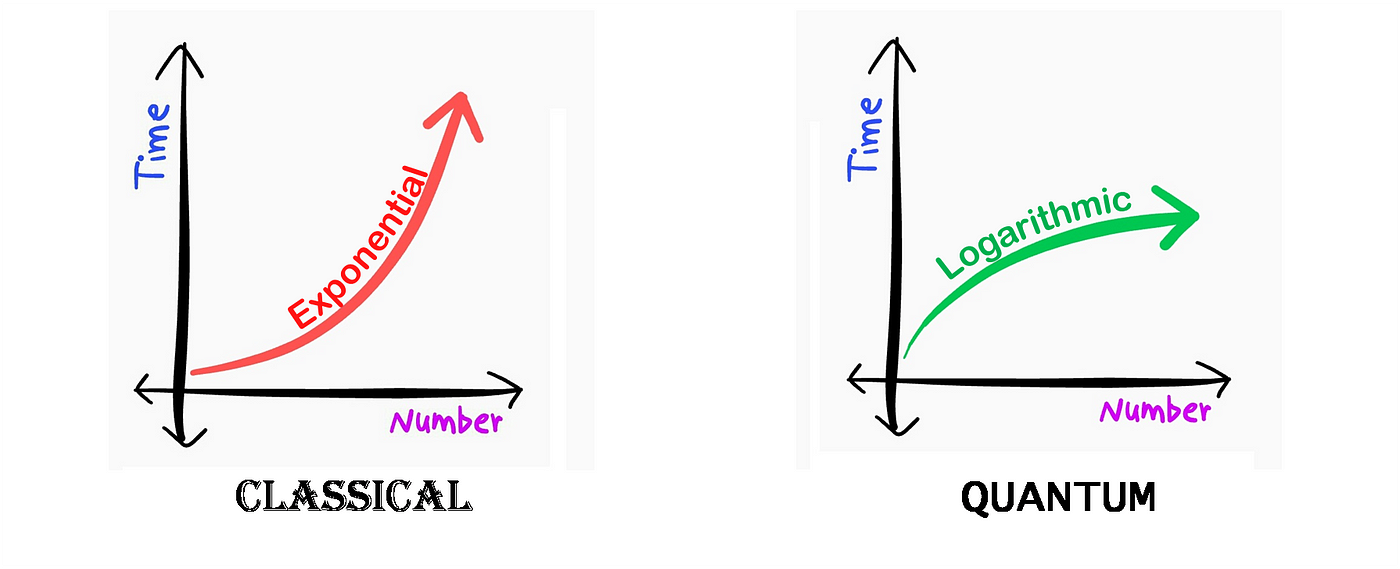 Time
Exponential
Number
CLASSICAL
Time
Logarithmic
Number
QUANTUM